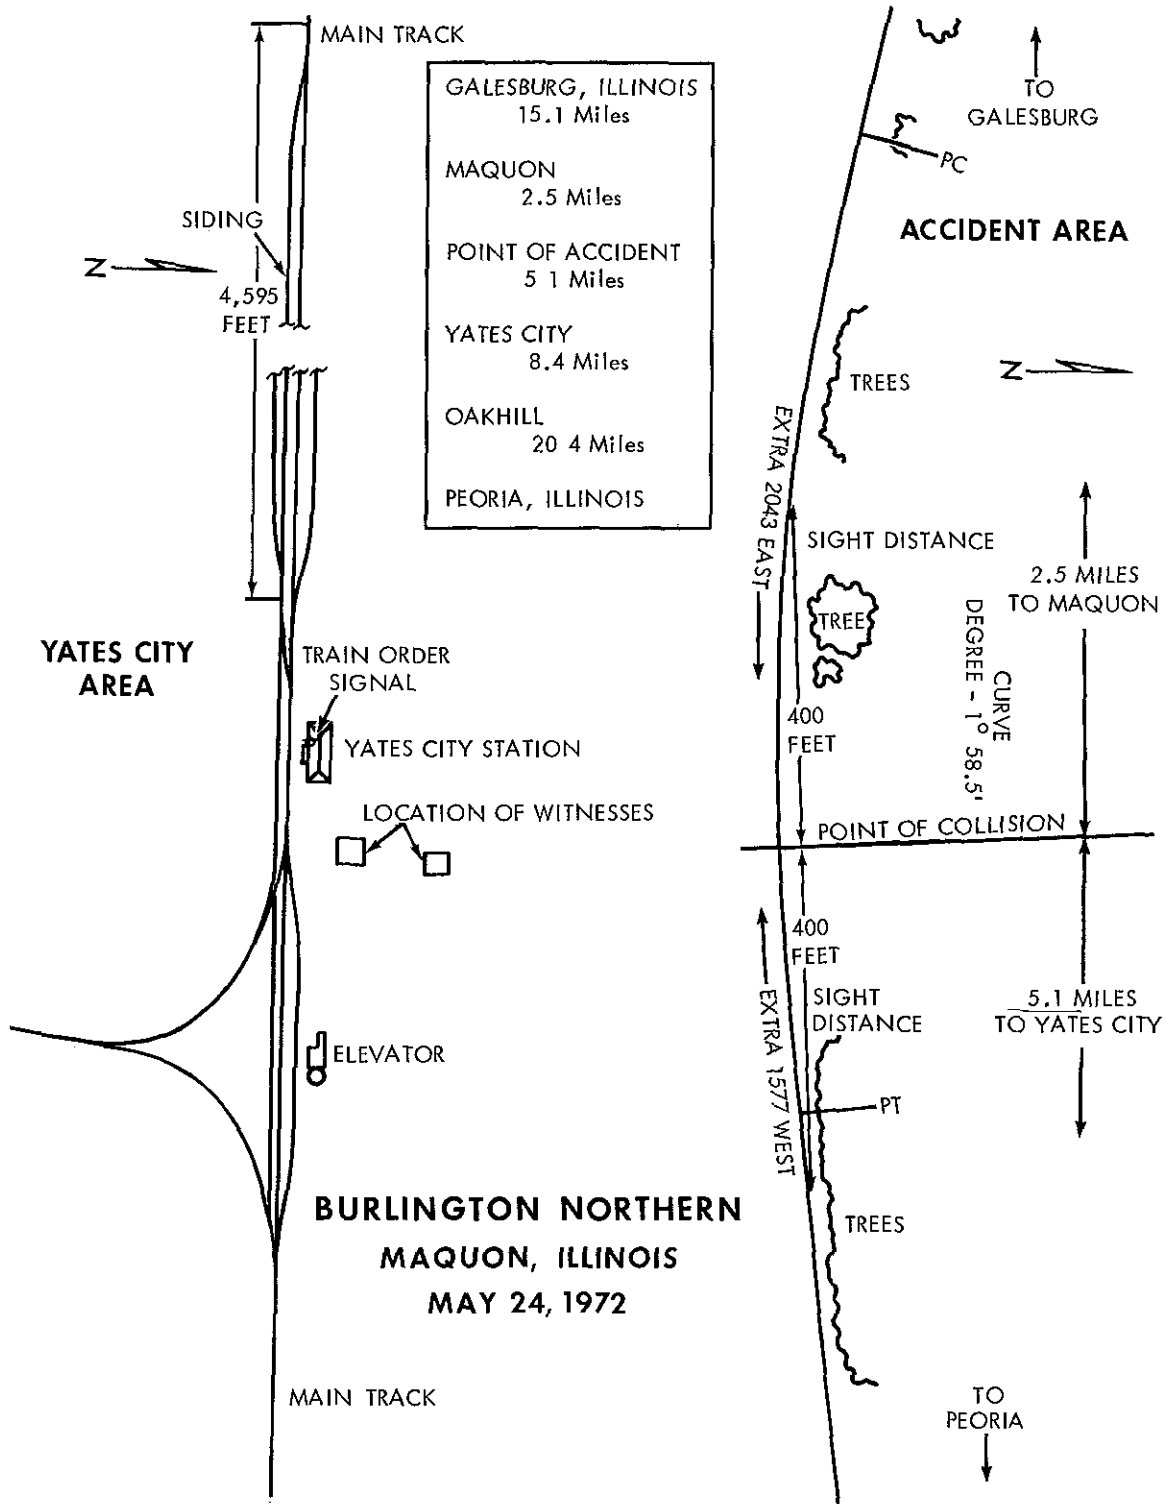 MAIN TRACK
SIDING
N
4,595
FEET
YATES CITY
AREA
TRAIN ORDER
SIGNAL
YATES CITY STATION
LOCATION OF WITNESSES
ELEVATOR
MAIN TRACK
GALESBURG, ILLINOIS
15.1 Miles
MAQUON
2.5 Miles
POINT OF ACCIDENT
5 1 Miles
YATES CITY
8.4 Miles
OAKHILL
20 4 Miles
PEORIA, ILLINOIS
BURLINGTON NORTHERN
MAQUON, ILLINOIS
MAY 24, 1972
TO
GALESBURG
PC
ACCIDENT AREA
TREES
N
EXTRA 2043 EAST
SIGHT DISTANCE
TREE
2.5 MILES
TO MAQUON
CURVE
DEGREE - 1° 58.5'
400
FEET
POINT OF COLLISION
400
FEET
EXTRA 1577 WEST
SIGHT
DISTANCE
5.1 MILES
TO YATES CITY
PT
TREES
TO
PEORIA